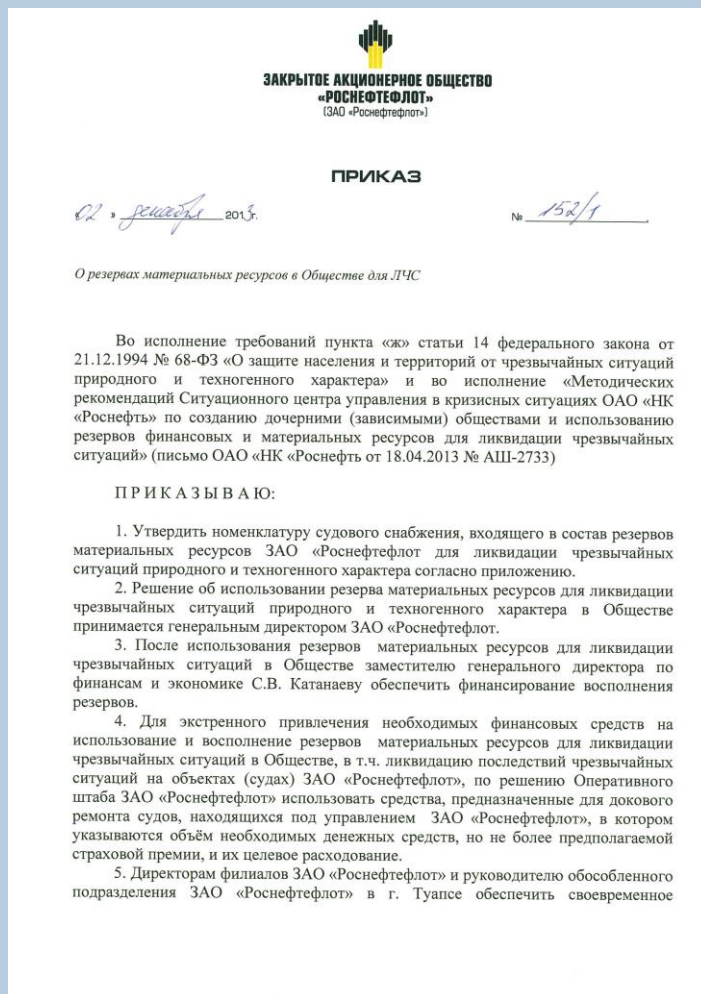 ЗАКРЫТОЕ АКЦИОНЕРНОЕ ОБЩЕСТВО
«РОСНЕФТЕФЛОТ»
(ЗАО «Роснефтефлот»)
ПРИКАЗ
02 » декабря 2013г.
№ 152/1
О резервах материальных ресурсов в Обществе для ЛЧС
Во исполнение требований пункта «ж» статьи 14 федерального закона от
21.12.1994 № 68-ФЗ «О защите населения и территорий от чрезвычайных ситуаций
природного и техногенного характера» и во исполнение «Методических
рекомендаций Ситуационного центра управления в кризисных ситуациях ОАО «НК
«Роснефть» по созданию дочерними (зависимыми) обществами и использованию
резервов финансовых и материальных ресурсов для ликвидации чрезвычайных
ситуаций» (письмо ОАО «НК «Роснефть от 18.04.2013 № АШ-2733)
П Р И К А З Ы В А Ю:
1. Утвердить номенклатуру судового снабжения, входящего в состав резервов
материальных ресурсов ЗАО «Роснефтефлот для ликвидации чрезвычайных
ситуаций природного и техногенного характера согласно приложению.
2. Решение об использовании резерва материальных ресурсов для ликвидации
чрезвычайных ситуаций природного и техногенного характера в Обществе
принимается генеральным директором ЗАО «Роснефтефлот.
3. После использования резервов материальных ресурсов для ликвидации
чрезвычайных ситуаций в Обществе заместителю генерального директора по
финансам и экономике С.В. Катанаеву обеспечить финансирование восполнения
резервов.
4. Для экстренного привлечения необходимых финансовых средств на
использование и восполнение резервов материальных ресурсов для ликвидации
чрезвычайных ситуаций в Обществе, в т.ч. ликвидацию последствий чрезвычайных
ситуаций на объектах (судах) ЗАО «Роснефтефлот», по решению Оперативного
штаба ЗАО «Роснефтефлот» использовать средства, предназначенные для докового
ремонта судов, находящихся под управлением ЗАО «Роснефтефлот», в котором
указываются объём необходимых денежных средств, но не более предполагаемой
страховой премии, и их целевое расходование.
5. Директорам филиалов ЗАО «Роснефтефлот» и руководителю обособленного
подразделения ЗАО «Роснефтефлот» в г. Туапсе обеспечить своевременное